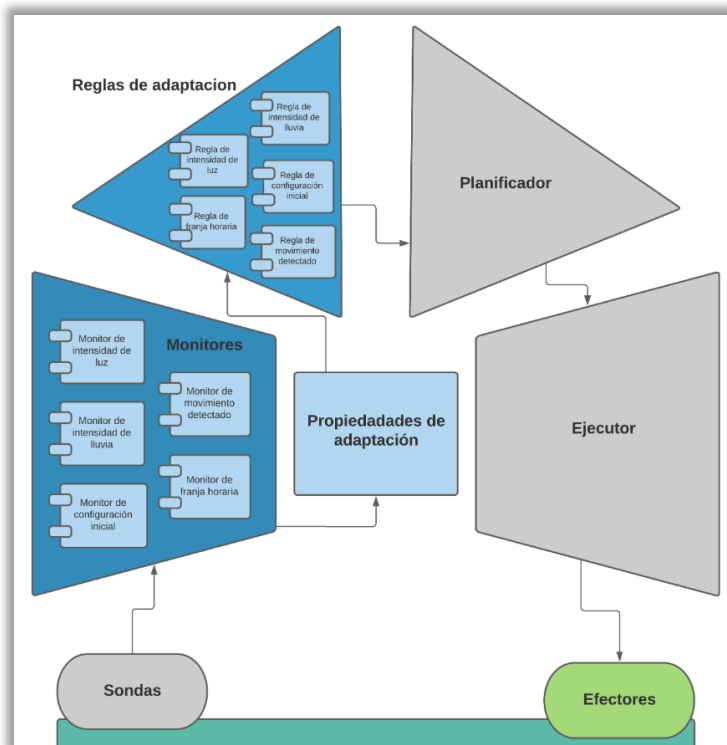 Reglas de adaptacion
Regla de
intensidad de
lluvia
Regla de
intensidad de
luz
Regla de
configuración
inicial
Regla de
franja horaria
Regla de
movimiento
detectado
Planificador
Monitores
Monitor de
intensidad de
luz
Monitor de
movimiento
detectado
Monitor de
intensidad de
lluvia
Monitor de
franja horaria
Monitor de
configuración
inicial
Propiedadades de
adaptación
Ejecutor
Sondas
Efectores